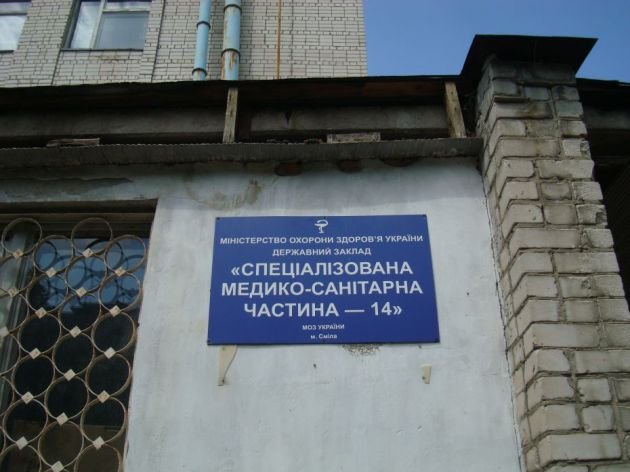 МІНІСТЕРСТВО ОХОРОНИ ЗДОРОВ'Я УКРАЇНИ
ДЕРЖАВНИЙ ЗАКЛАД
«СПЕЦІАЛІЗОВАНА
МЕДИКО-САНІТАРНА
ЧАСТИНА — 14»
МОЗ УКРАЇНИ
м. Сміла